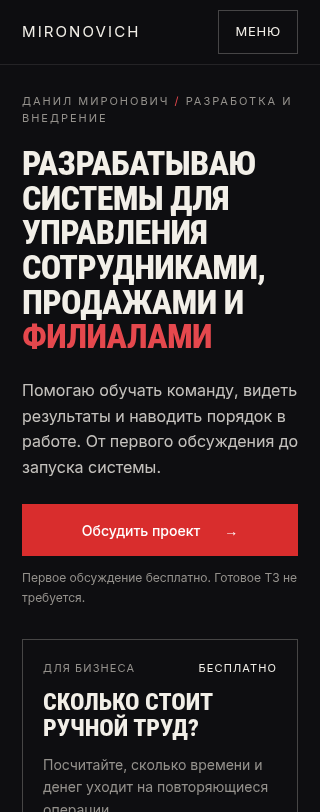 MIRONOVICH
МЕНЮ
ДАНИЛ МИРОНОВИЧ / РАЗРАБОТКА И
ВНЕДРЕНИЕ
РАЗРАБАТЫВАЮ
СИСТЕМЫ ДЛЯ
УПРАВЛЕНИЯ
СОТРУДНИКАМИ,
ПРОДАЖАМИ И
ФИЛИАЛАМИ
Помогаю обучать команду, видеть
результаты и наводить порядок в
работе. От первого обсуждения до
запуска системы.
Обсудить проект →
Первое обсуждение бесплатно. Готовое ТЗ не
требуется.
ДЛЯ БИЗНЕСА
БЕСПЛАТНО
СКОЛЬКО СТОИТ
РУЧНОЙ ТРУД?
Посчитайте, сколько времени и
денег уходит на повторяющиеся
операции